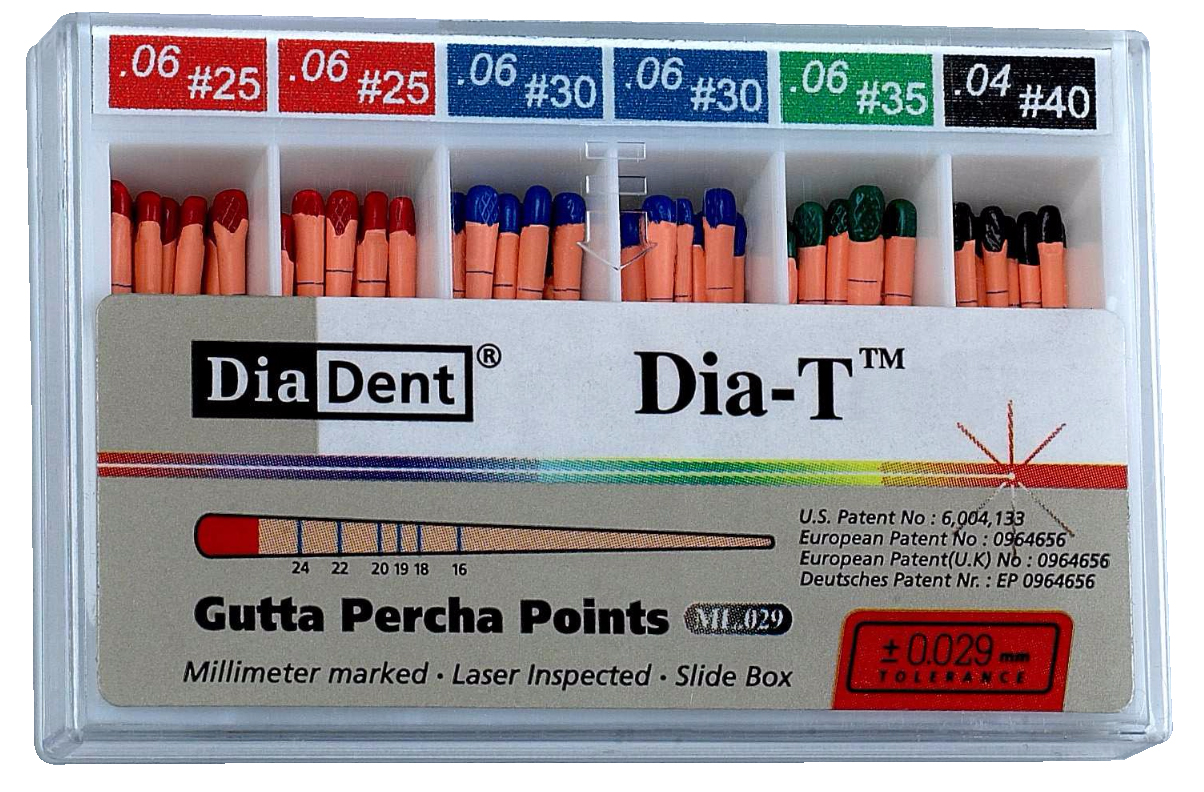 .06 #25 .06 #25 .06 #30 .06 #30 .06 #35 .04 #40
DiaDent® Dia-T™
24 22 20 19 18 16
U.S. Patent No : 6,004,133
European Patent No : 0964656
European Patent(U.K) No : 0964656
Deutsches Patent Nr. : EP 0964656
Gutta Percha Points ML.029
Millimeter marked · Laser Inspected · Slide Box
± 0.029 mm
TOLERANCE